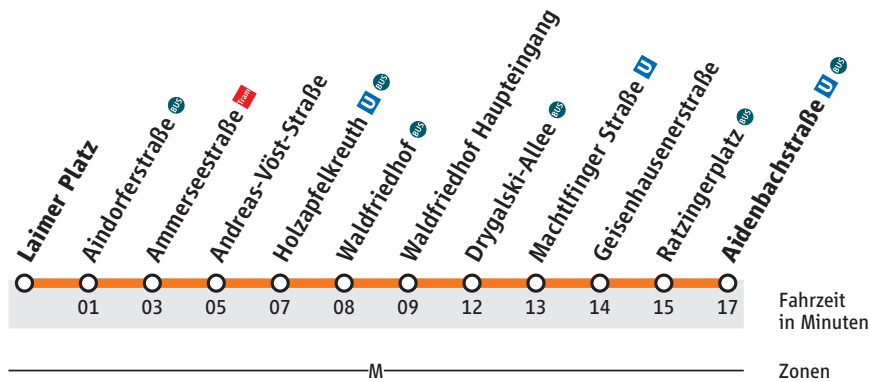 Laimer Platz
Aindorferstraße BUS
Ammerseestraße Tram
Andreas-Vöst-Straße
Holzapfelkreuth U BUS
Waldfriedhof BUS
Waldfriedhof Haupteingang
Drygalski-Allee BUS
Machtlfinger Straße U
Geisenhausenerstraße
Ratzingerplatz BUS
Aidenbachstraße U BUS
01 03 05 07 08 09 12 13 14 15 17
Fahrzeit
in Minuten
M
Zonen